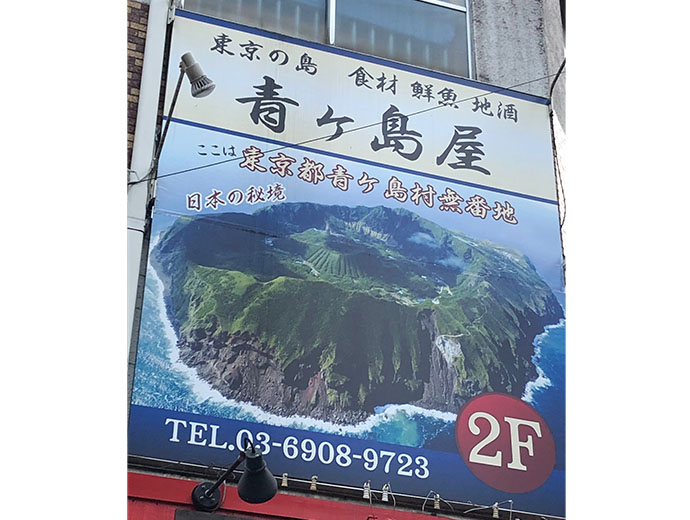 東京の島 食材 鮮魚 地酒
青ヶ島屋
ここは 東京都青ケ島村無番地
日本の秘境
TEL.03-6908-9723
2F